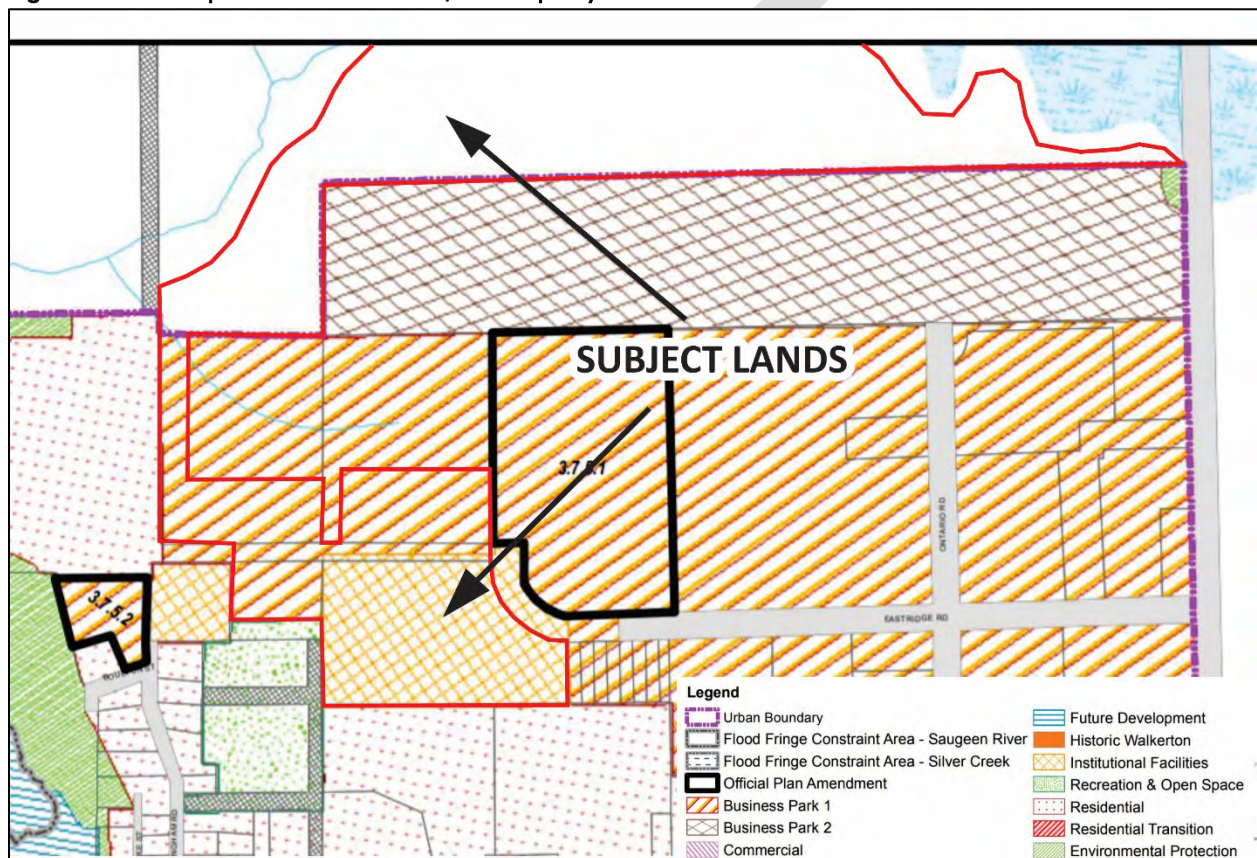 SUBJECT LANDS
3.7.5.1
3.7.5.2
ONTARIO RD
EASTRIDGE RD
Legend
Urban Boundary
Flood Fringe Constraint Area - Saugeen River
Flood Fringe Constraint Area - Silver Creek
Official Plan Amendment
Business Park 1
Business Park 2
Commercial
Future Development
Historic Walkerton
Institutional Facilities
Recreation & Open Space
Residential
Residential Transition
Environmental Protection